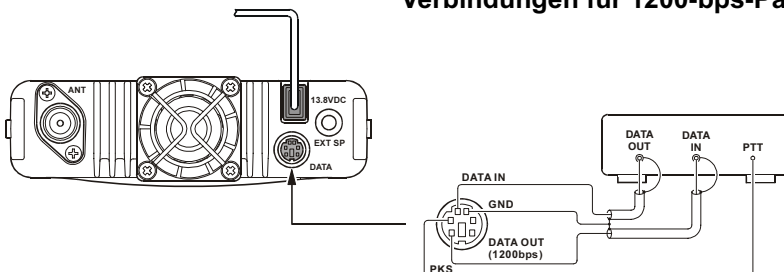 Verbindungen für 1200-bps-Pa
ANT
13.8VDC
EXT SP
DATA
DATA OUT
DATA IN
PTT
DATA IN
GND
DATA OUT
(1200bps)
PKS